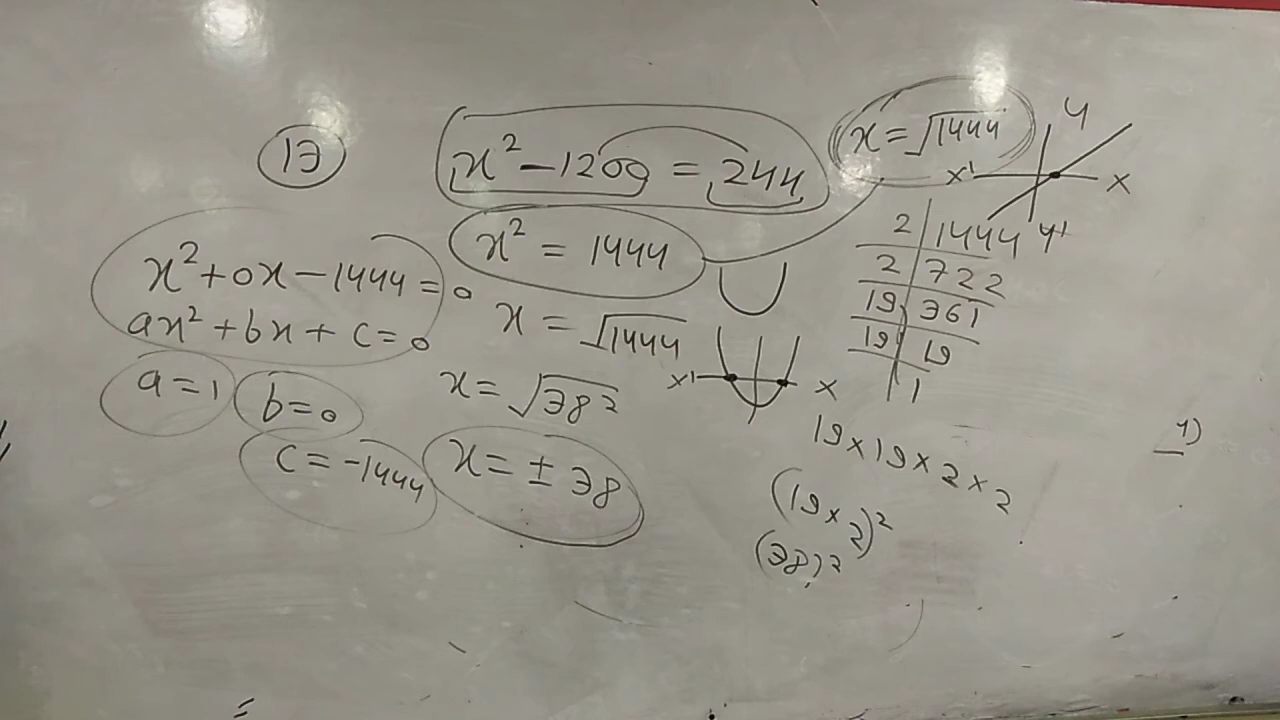 13
x² - 1200 = 244
x² = 1444
x = √1444
x = √38²
x = ± 38
x² + 0x - 1444 = 0
ax² + bx + c = 0
a = 1
b = 0
c = -1444
x = √1444
y
x' x
y'
2 | 1444
2 | 722
19 | 361
19 | 19
1
x' x
19 × 19 × 2 × 2
(19 × 2)²
(38)²
1)